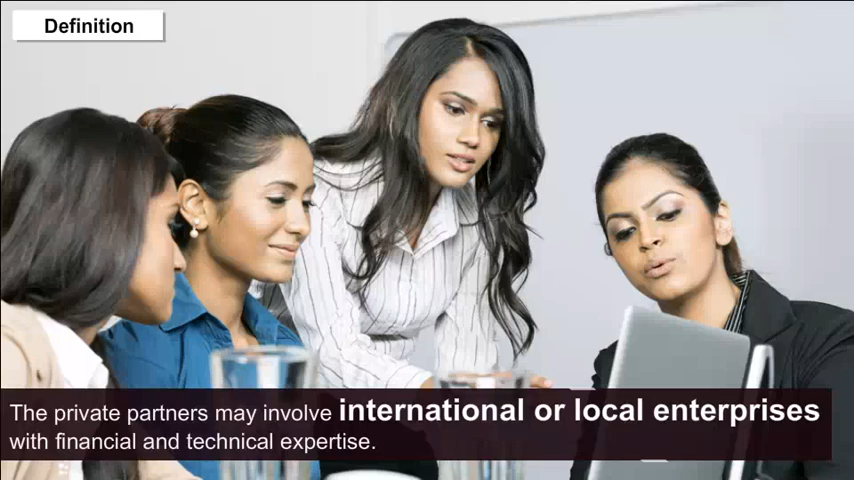 Definition
The private partners may involve international or local enterprises
with financial and technical expertise.